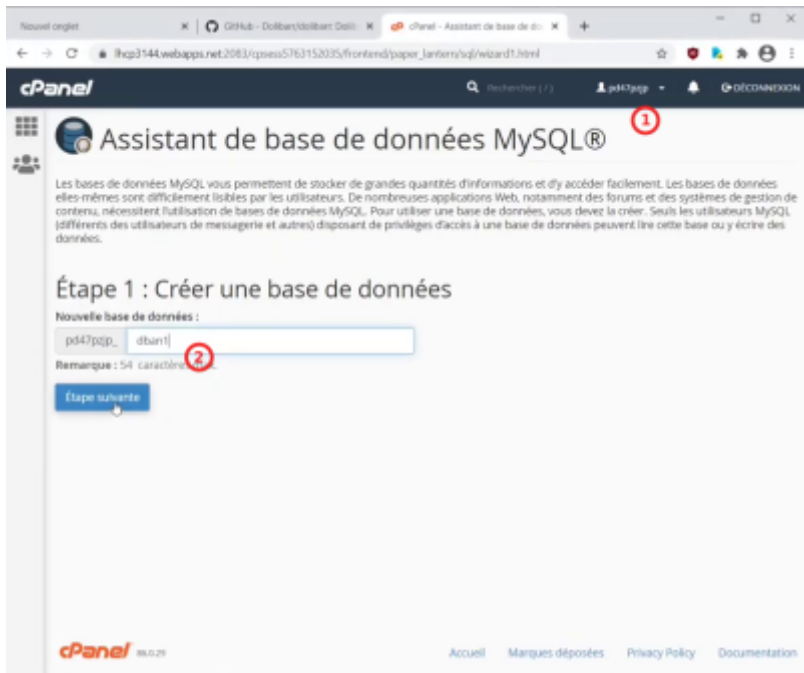 Nouvel onglet
GitHub - Dolibarr/dolibarr: Doli
cPanel - Assistant de base de do
lhcp3144.webapps.net:2083/cpsess5763152035/frontend/paper_lantern/sql/wizard1.html
cPanel
Rechercher ( / )
pd47pzjp
DÉCONNEXION
1
Assistant de base de données MySQL®
Les bases de données MySQL vous permettent de stocker de grandes quantités d'informations et d'y accéder facilement. Les bases de données
elles-mêmes sont difficilement lisibles par les utilisateurs. De nombreuses applications Web, notamment des forums et des systèmes de gestion de
contenu, nécessitent l'utilisation de bases de données MySQL. Pour utiliser une base de données, vous devez la créer. Seuls les utilisateurs MySQL
(différents des utilisateurs de messagerie et autres) disposant de privilèges d'accès à une base de données peuvent lire cette base ou y écrire des
données.
Étape 1 : Créer une base de données
Nouvelle base de données :
pd47pzjp_ dban1
2
Remarque : 54 caractères
Étape suivante
cPanel 86.0.29
Accueil Marques déposées Privacy Policy Documentation